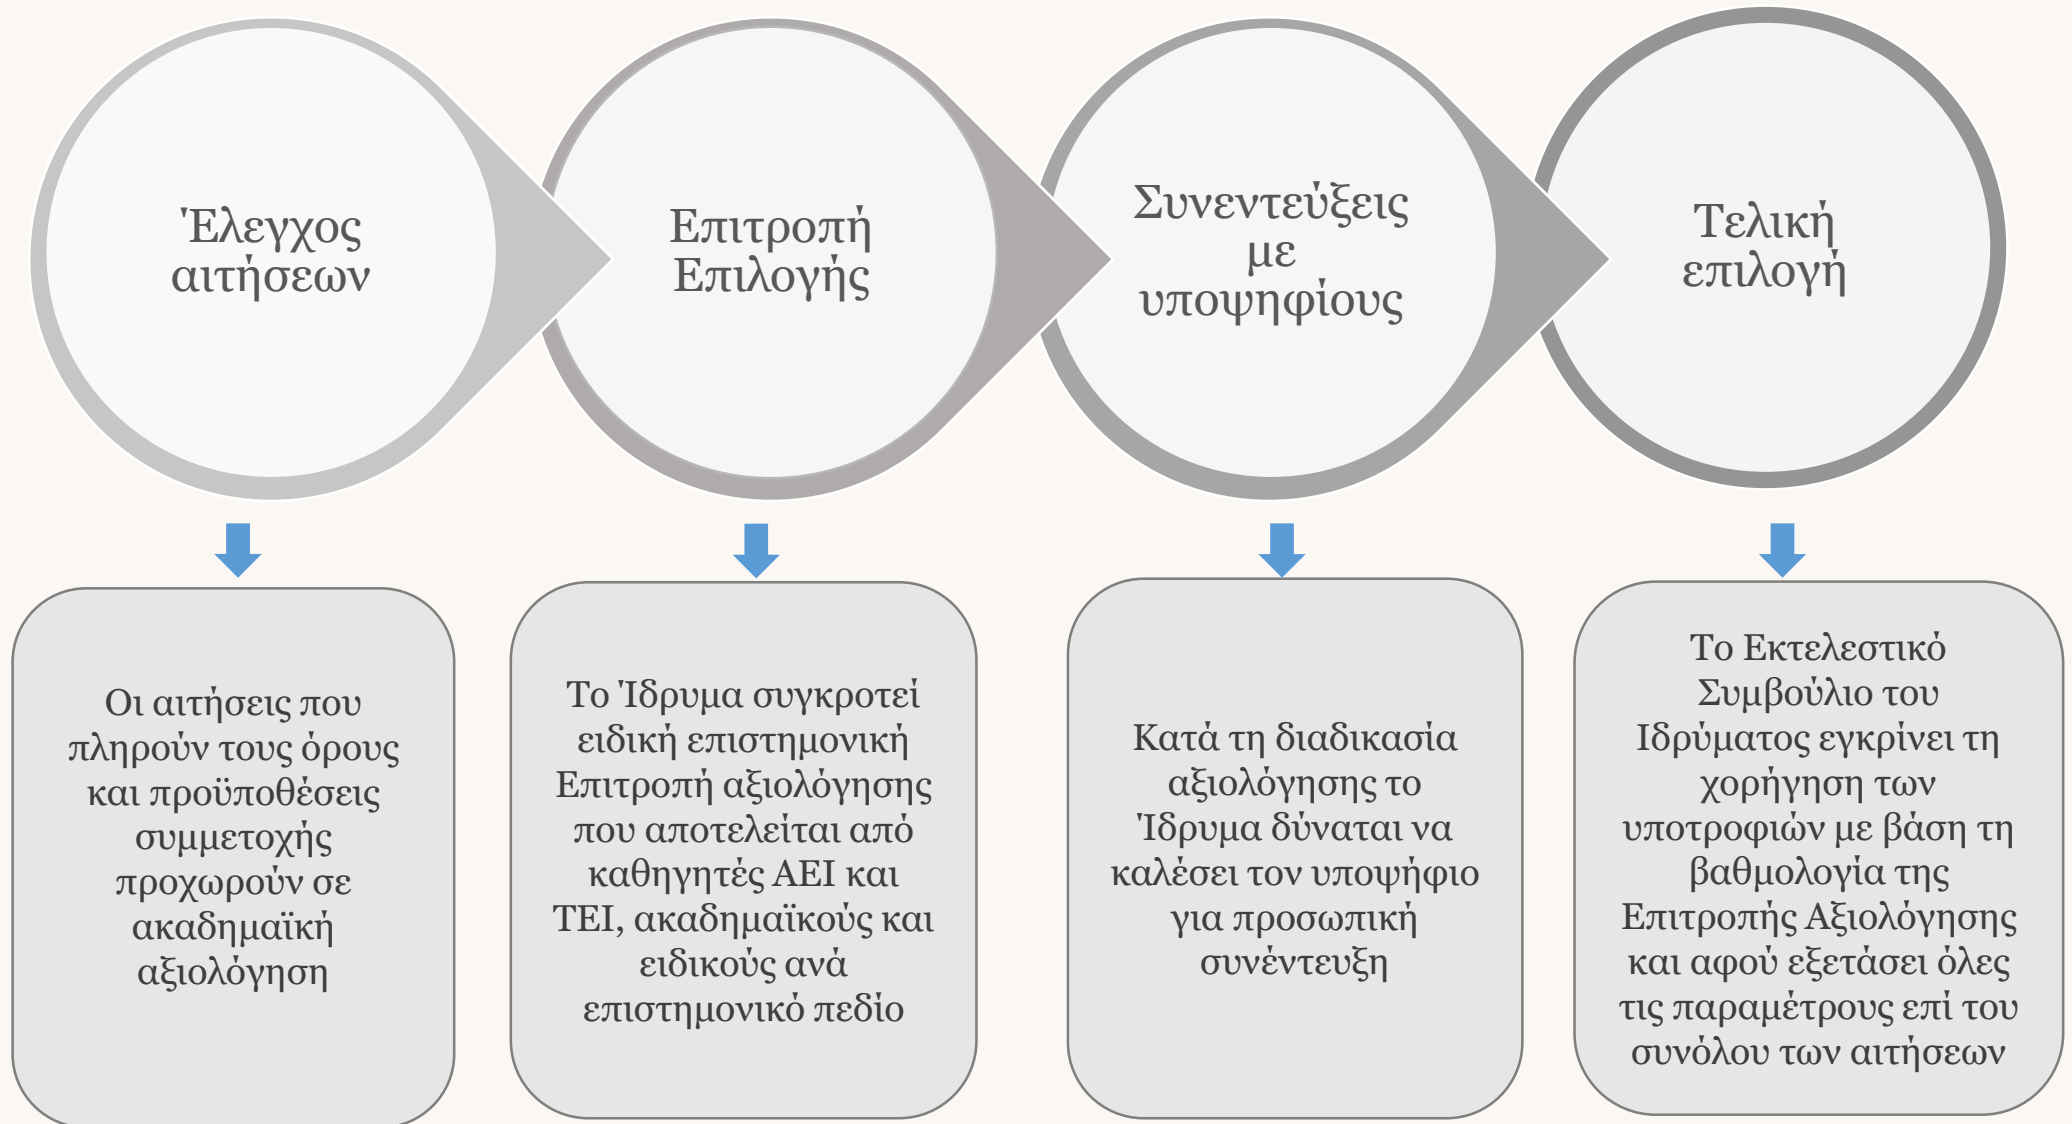 Έλεγχος
αιτήσεων
Επιτροπή
Επιλογής
Συνεντεύξεις
με
υποψηφίους
Τελική
επιλογή
Οι αιτήσεις που
πληρούν τους όρους
και προϋποθέσεις
συμμετοχής
προχωρούν σε
ακαδημαϊκή
αξιολόγηση
Το Ίδρυμα συγκροτεί
ειδική επιστημονική
Επιτροπή αξιολόγησης
που αποτελείται από
καθηγητές ΑΕΙ και
ΤΕΙ, ακαδημαϊκούς και
ειδικούς ανά
επιστημονικό πεδίο
Κατά τη διαδικασία
αξιολόγησης το
Ίδρυμα δύναται να
καλέσει τον υποψήφιο
για προσωπική
συνέντευξη
Το Εκτελεστικό
Συμβούλιο του
Ιδρύματος εγκρίνει τη
χορήγηση των
υποτροφιών με βάση τη
βαθμολογία της
Επιτροπής Αξιολόγησης
και αφού εξετάσει όλες
τις παραμέτρους επί του
συνόλου των αιτήσεων